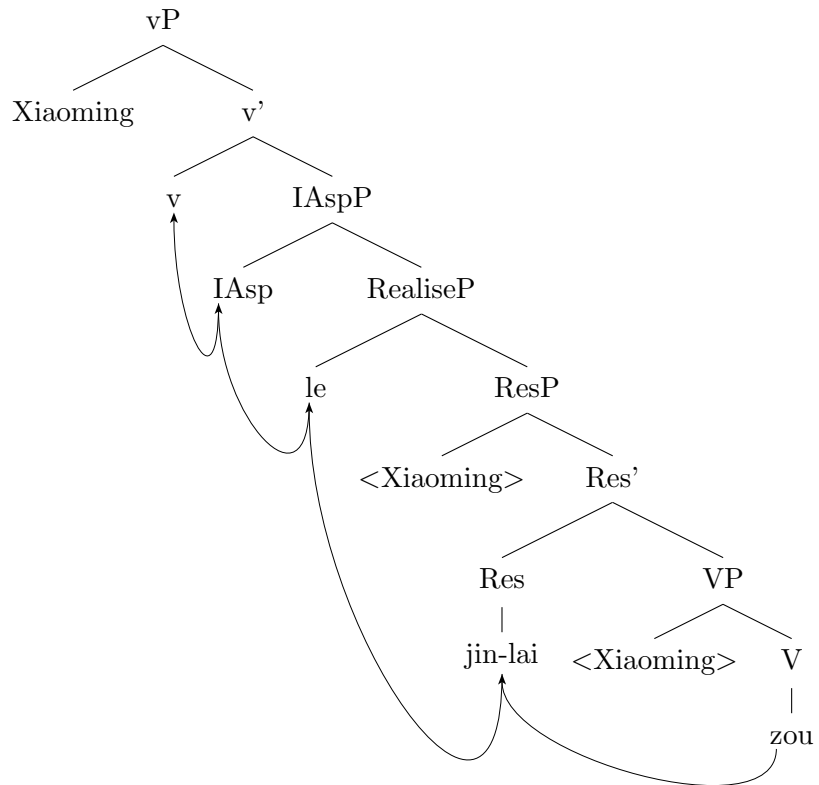 vP
Xiaoming v'
v IAspP
IAsp RealiseP
le ResP
<Xiaoming> Res'
Res VP
jin-lai <Xiaoming> V
zou